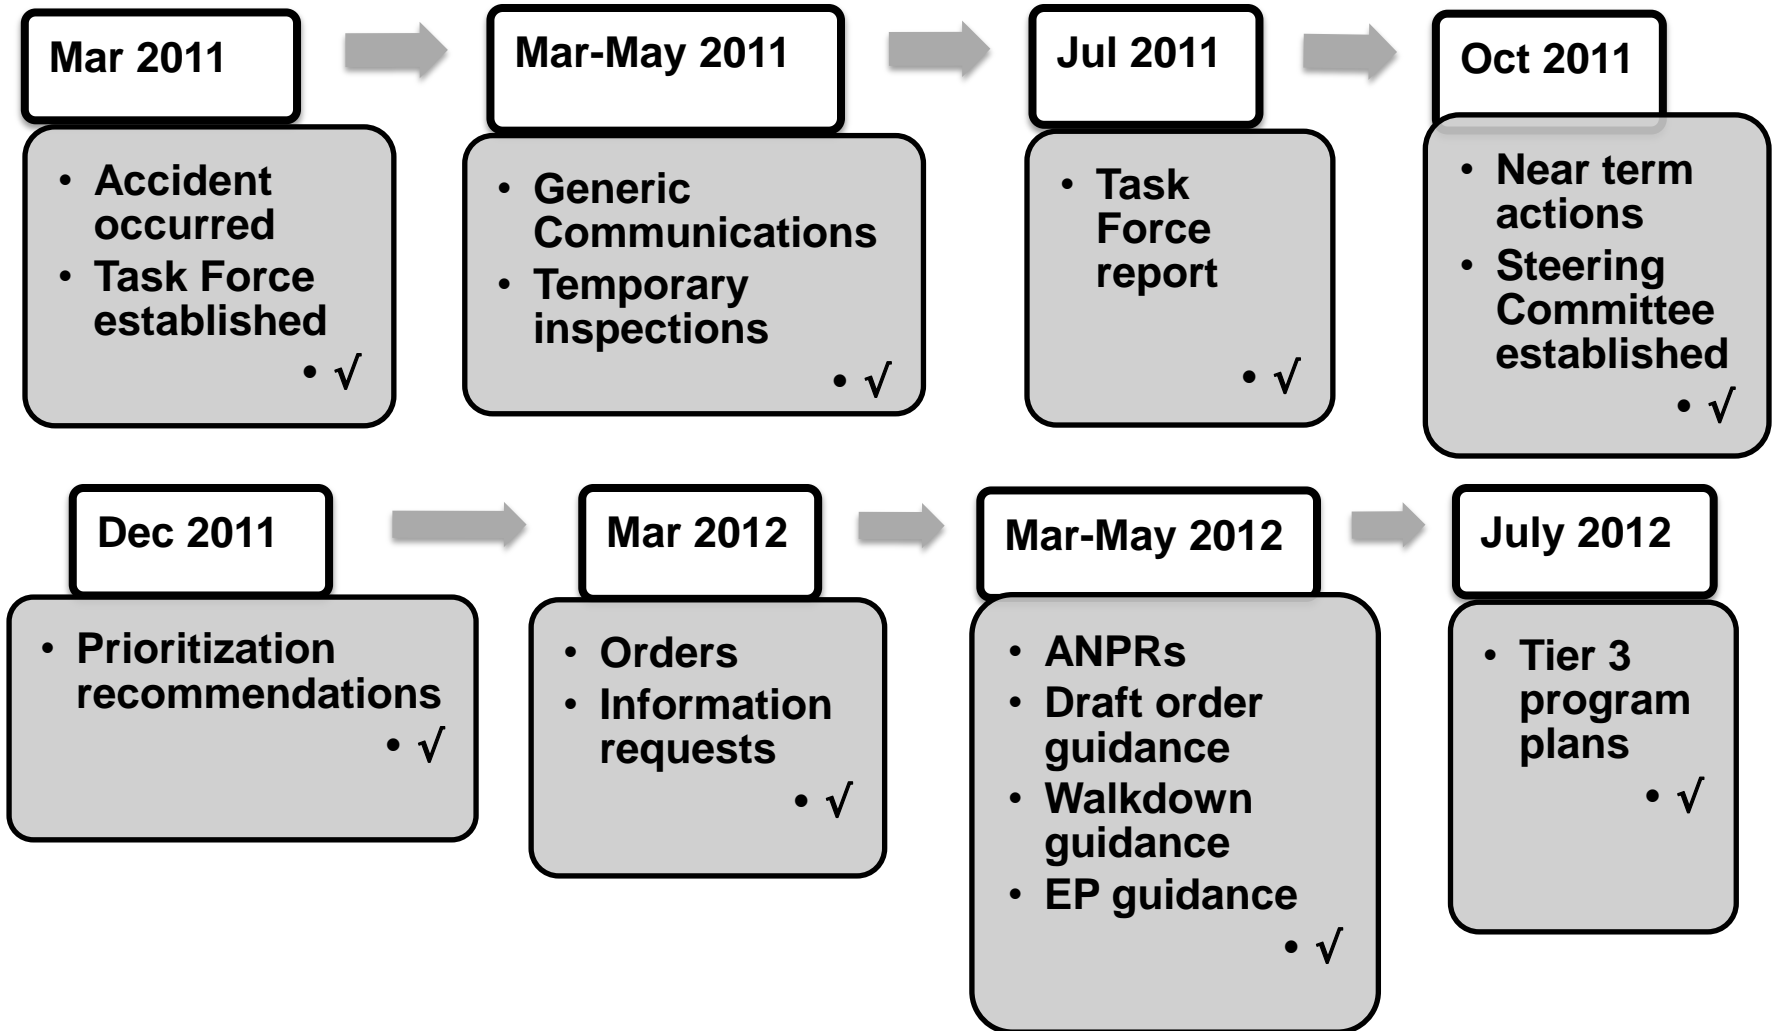 Mar 2011
• Accident
occurred
• Task Force
established
• √
Mar-May 2011
• Generic
Communications
• Temporary
inspections
• √
Jul 2011
• Task
Force
report
• √
Oct 2011
• Near term
actions
• Steering
Committee
established
• √
Dec 2011
• Prioritization
recommendations
• √
Mar 2012
• Orders
• Information
requests
• √
Mar-May 2012
• ANPRs
• Draft order
guidance
• Walkdown
guidance
• EP guidance
• √
July 2012
• Tier 3
program
plans
• √